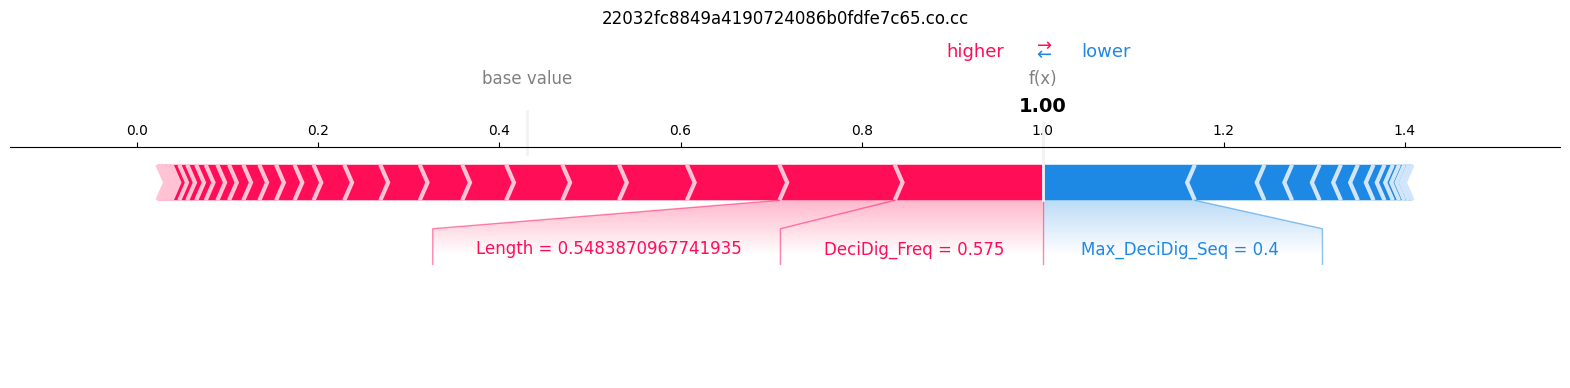 22032fc8849a4190724086b0fdfe7c65.co.cc
higher ⇄ lower
base value f(x)
1.00
0.0 0.2 0.4 0.6 0.8 1.0 1.2 1.4
Length = 0.5483870967741935 DeciDig_Freq = 0.575 Max_DeciDig_Seq = 0.4